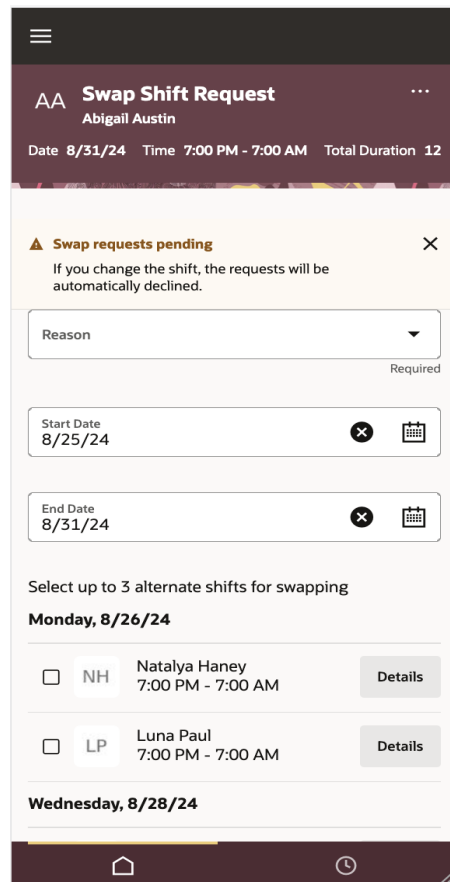 AA
Swap Shift Request
...
Abigail Austin
Date 8/31/24 Time 7:00 PM - 7:00 AM Total Duration 12
Swap requests pending
If you change the shift, the requests will be
automatically declined.
Reason
Required
Start Date
8/25/24
End Date
8/31/24
Select up to 3 alternate shifts for swapping
Monday, 8/26/24
NH
Natalya Haney
7:00 PM - 7:00 AM
Details
LP
Luna Paul
7:00 PM - 7:00 AM
Details
Wednesday, 8/28/24